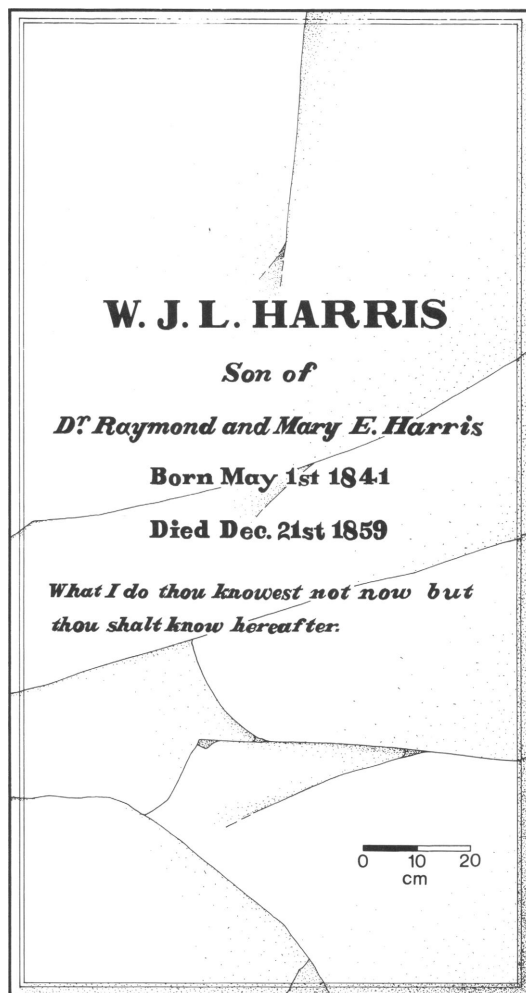 W. J. L. HARRIS
Son of
Dr. Raymond and Mary E. Harris
Born May 1st 1841
Died Dec. 21st 1859
What I do thou knowest not now but
thou shalt know hereafter.
0 10 20
cm